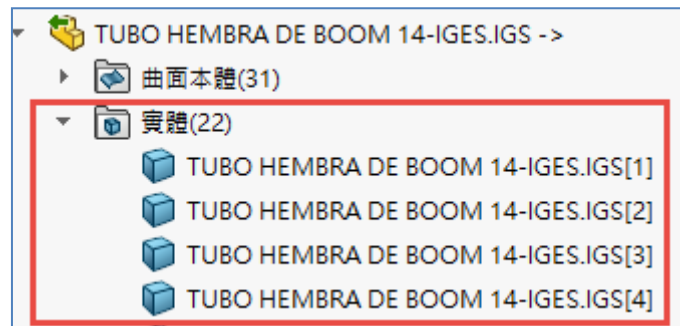 TUBO HEMBRA DE BOOM 14-IGES.IGS ->
曲面本體(31)
實體(22)
TUBO HEMBRA DE BOOM 14-IGES.IGS[1]
TUBO HEMBRA DE BOOM 14-IGES.IGS[2]
TUBO HEMBRA DE BOOM 14-IGES.IGS[3]
TUBO HEMBRA DE BOOM 14-IGES.IGS[4]